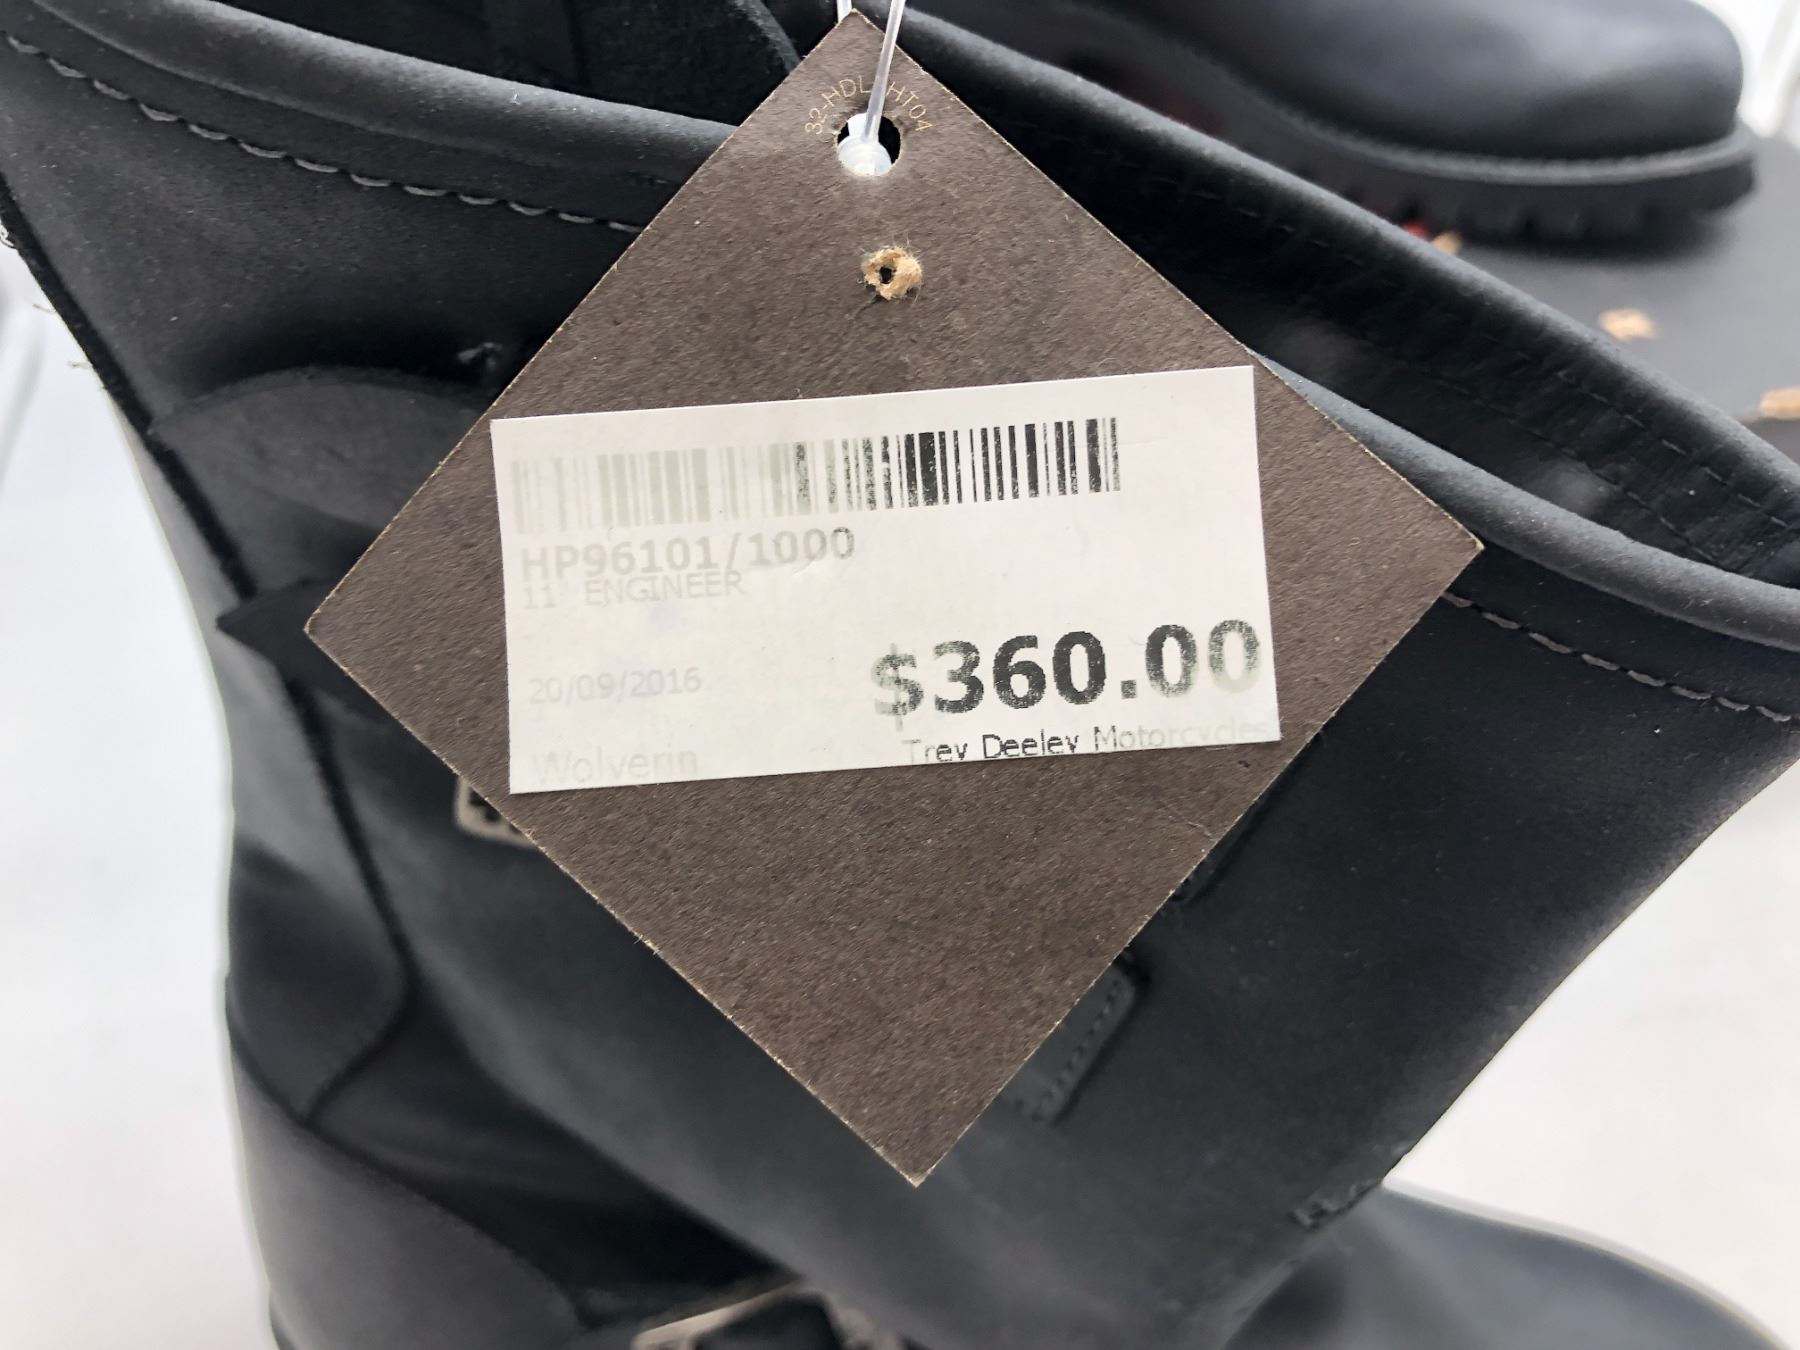 32-HDL-HT04
HP96101/1000
11" ENGINEER
$360.00
20/09/2016
Trev Deeley Motorcycles
Wolverin